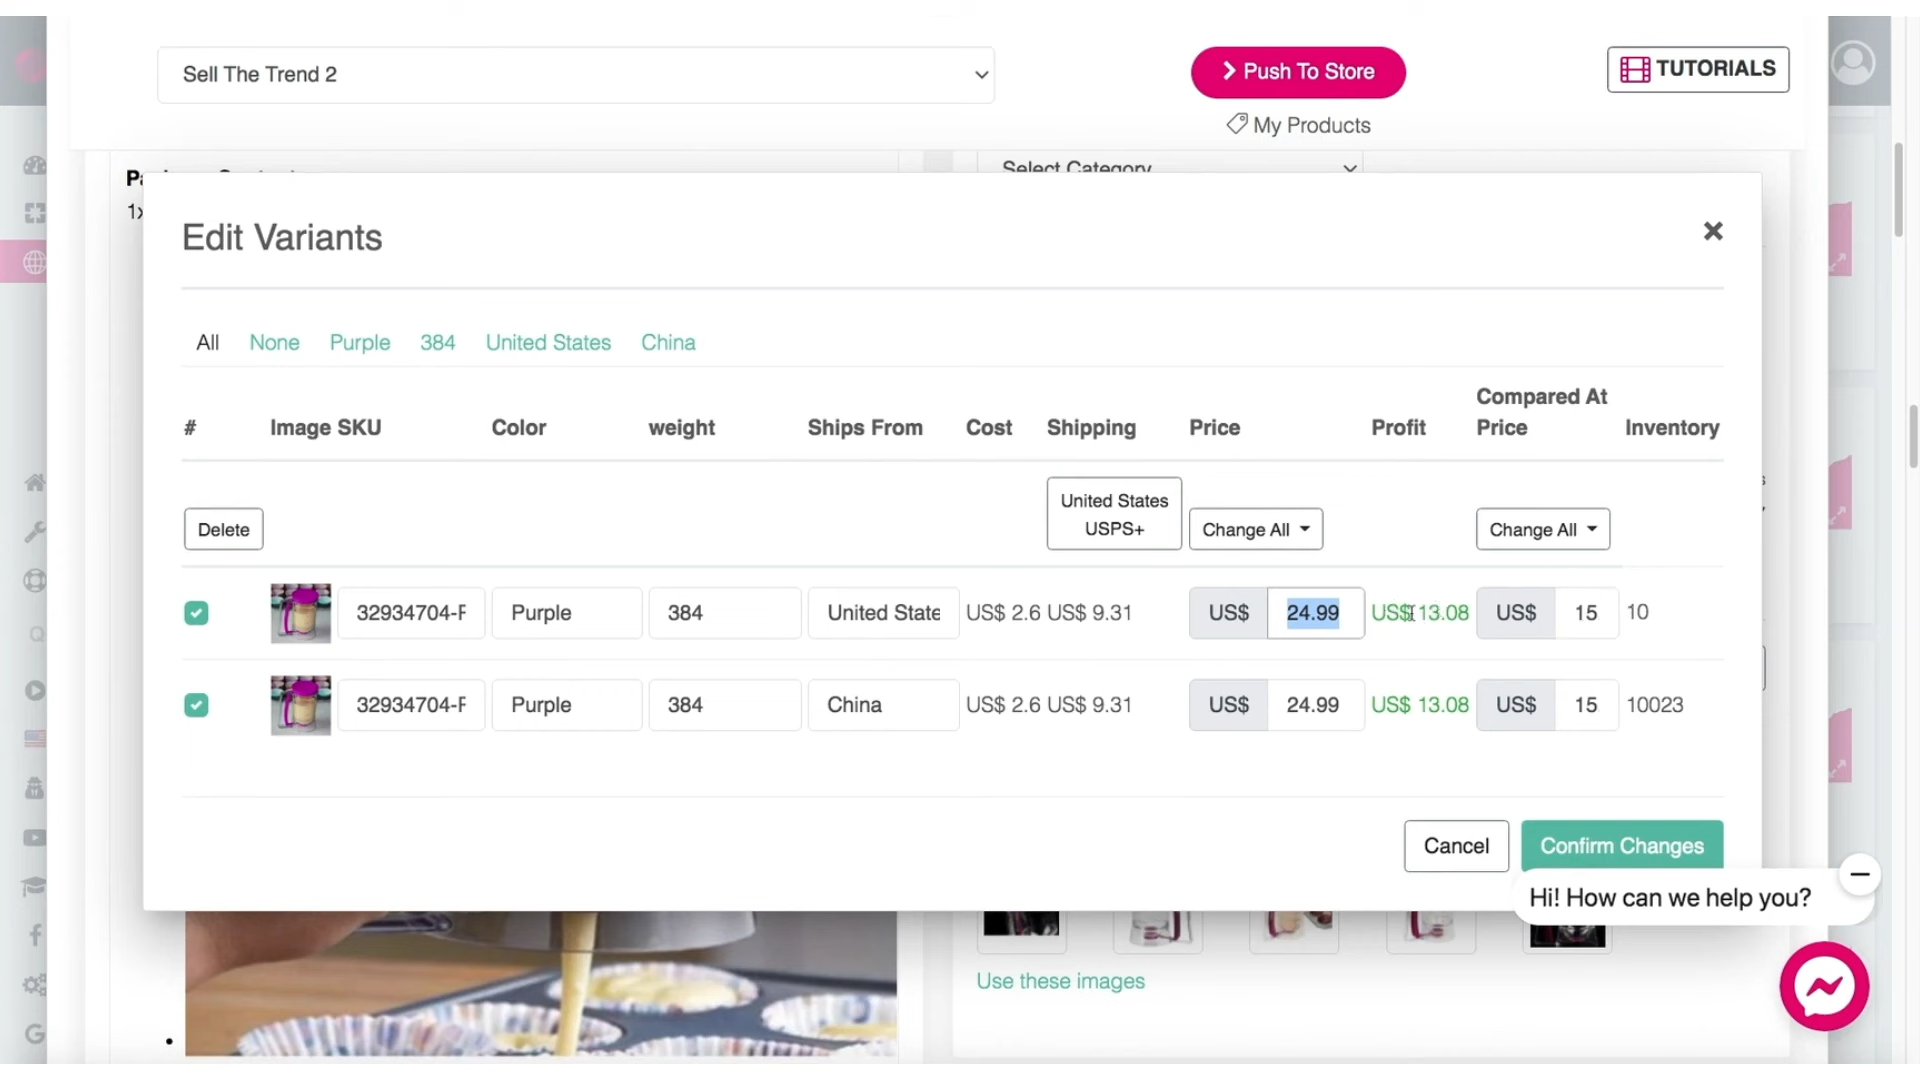 Sell The Trend 2
Push To Store
TUTORIALS
My Products
Select Category
1x
Edit Variants
All None Purple 384 United States China
# Image SKU Color weight Ships From Cost Shipping Price Profit Compared At Price Inventory
Delete United States USPS+ Change All Change All
32934704-F Purple 384 United State US$ 2.6 US$ 9.31 US$ 24.99 US$ 13.08 US$ 15 10
32934704-F Purple 384 China US$ 2.6 US$ 9.31 US$ 24.99 US$ 13.08 US$ 15 10023
Cancel Confirm Changes
Hi! How can we help you?
Use these images